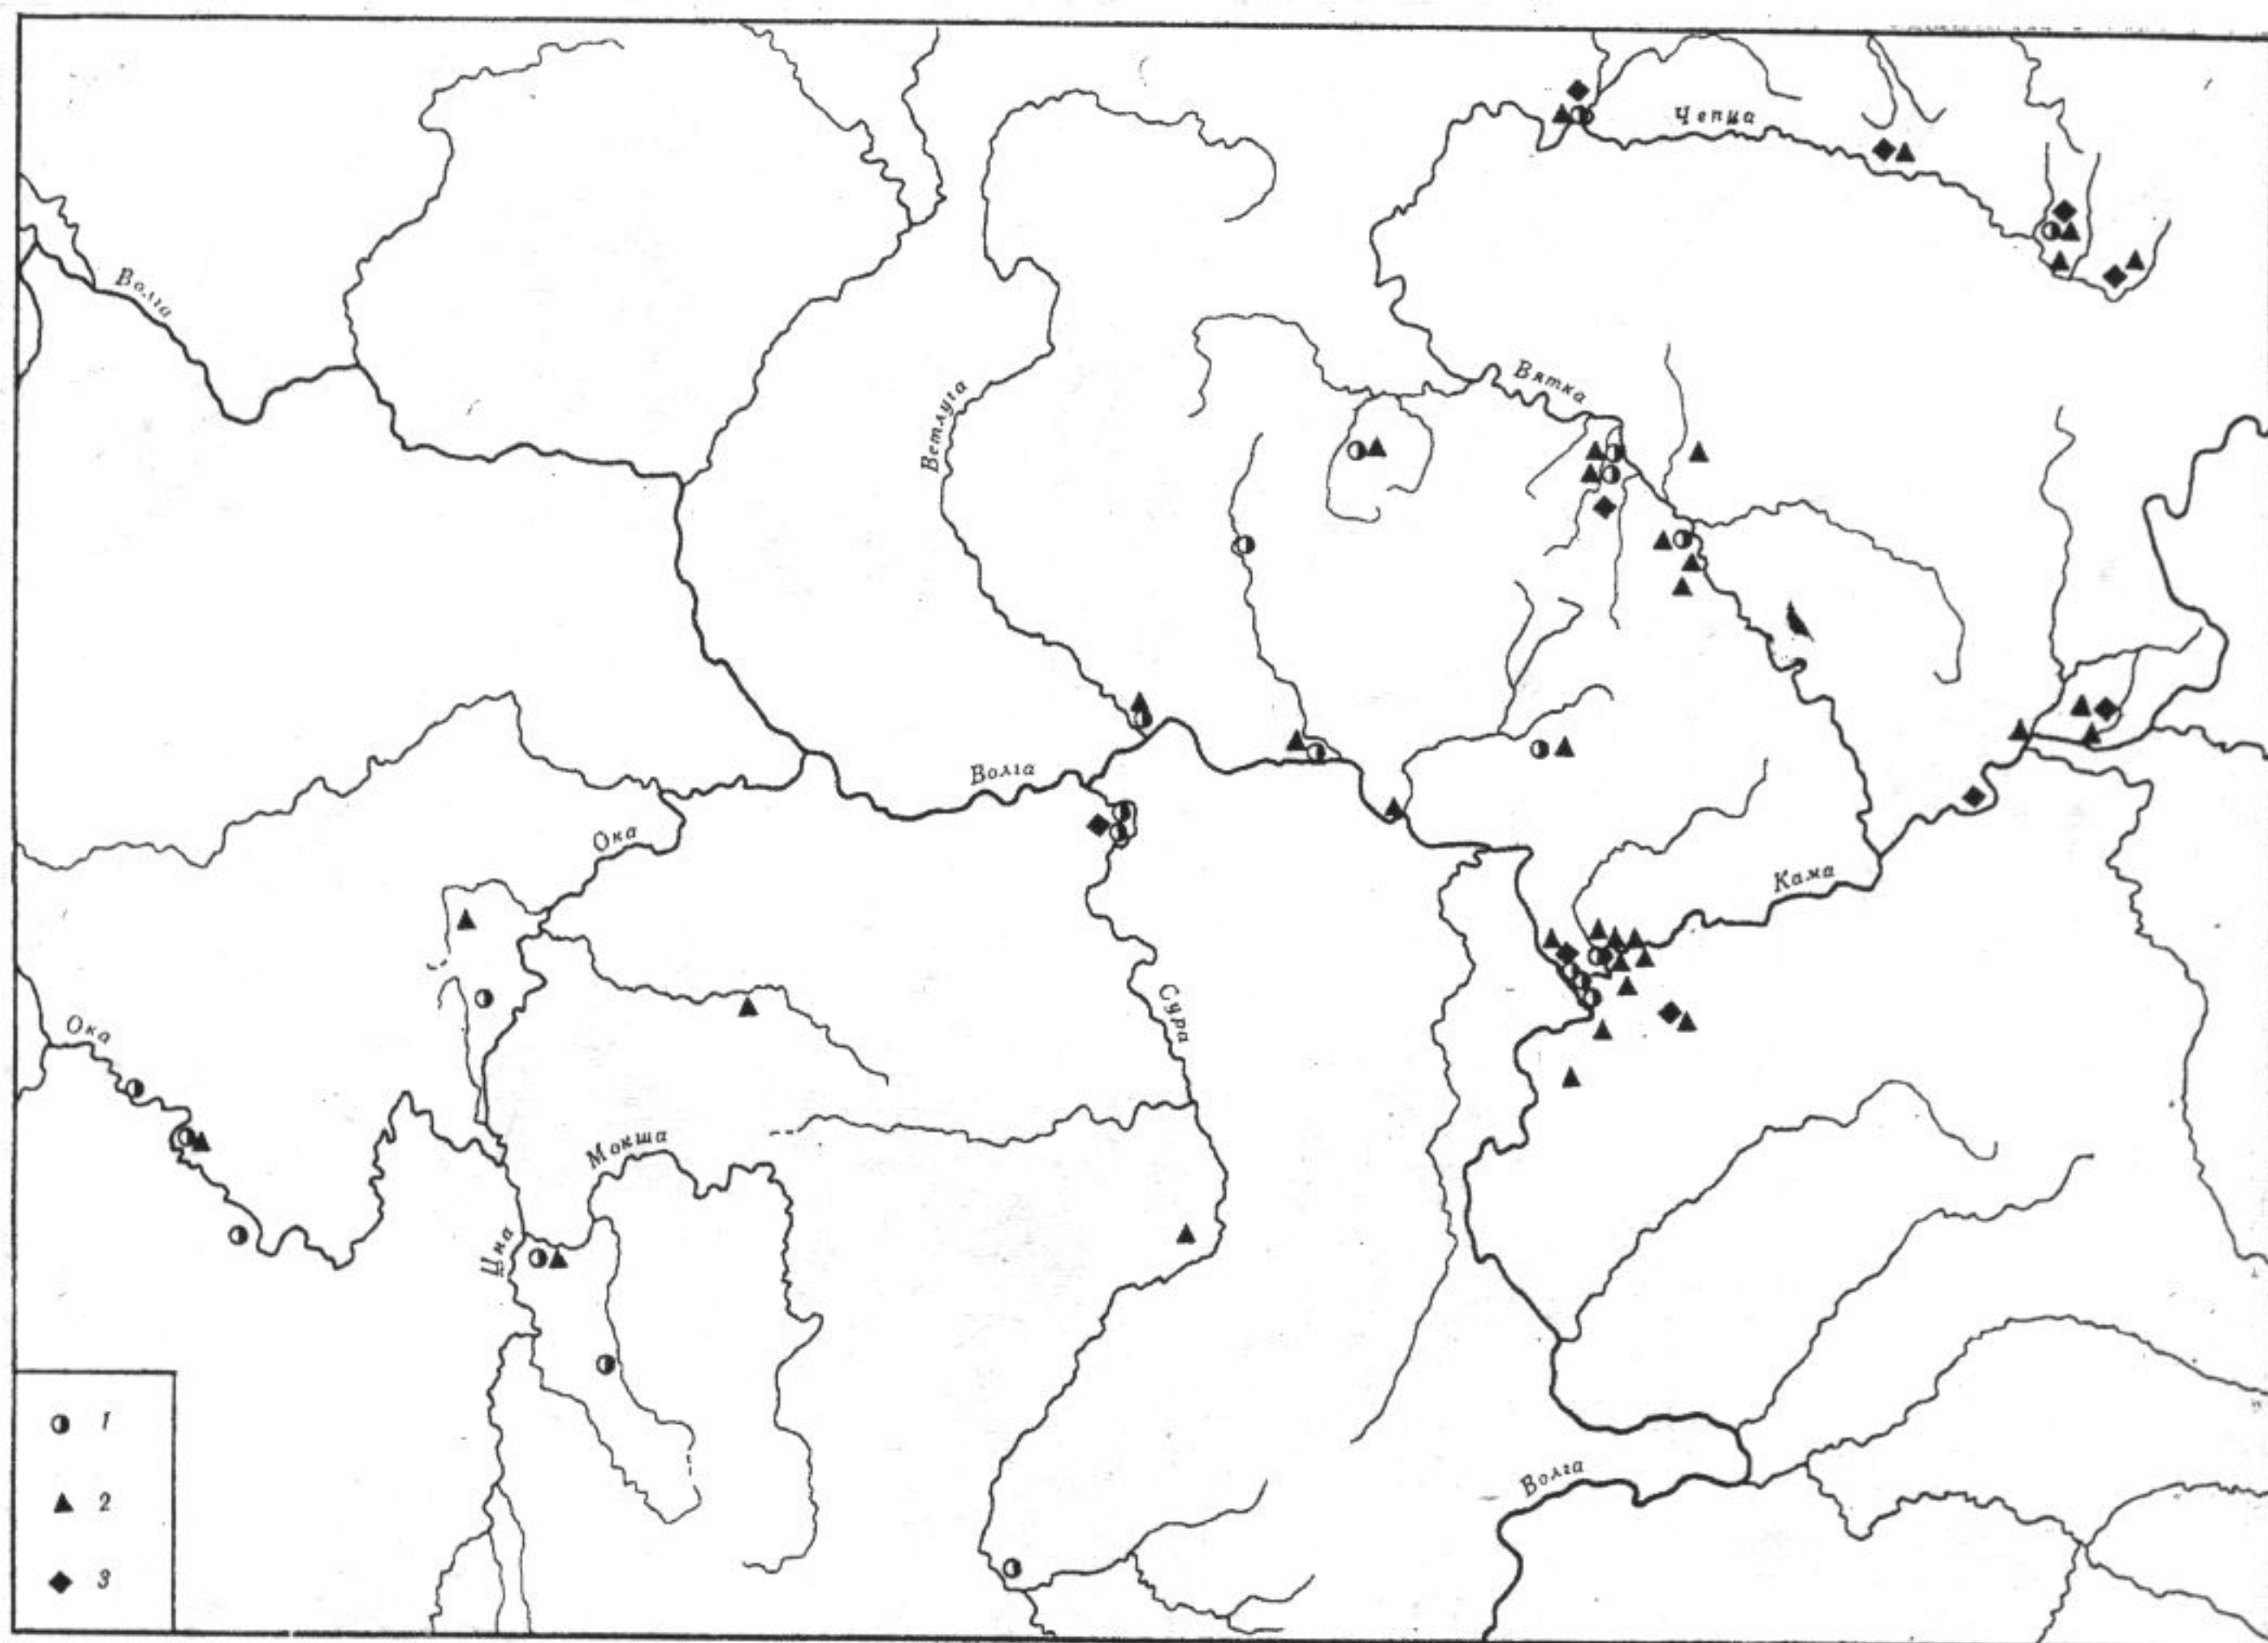 Чепца
Волга
Вятка
Ветлуга
Волга
Ока
Кама
Сура
Ока
Мокша
Цна
1
Волга
2
3